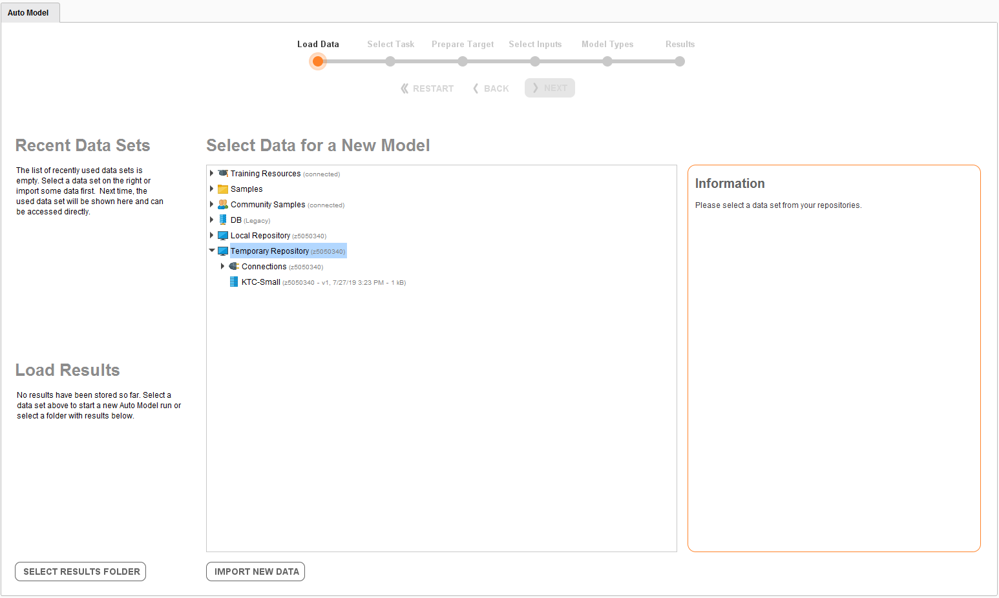 Auto Model
Load Data
Select Task
Prepare Target
Select Inputs
Model Types
Results
RESTART
BACK
NEXT
Recent Data Sets
The list of recently used data sets is
empty. Select a data set on the right or
import some data first.  Next time, the
used data set will be shown here and can
be accessed directly.
Load Results
No results have been stored so far. Select a
data set above to start a new Auto Model run or
select a folder with results below.
SELECT RESULTS FOLDER
Select Data for a New Model
Training Resources (connected)
Samples
Community Samples (connected)
DB (Legacy)
Local Repository (z5050340)
Temporary Repository (z5050340)
Connections (z5050340)
KTC-Small (z5050340 - v1, 7/27/19 3:23 PM - 1 kB)
IMPORT NEW DATA
Information
Please select a data set from your repositories.